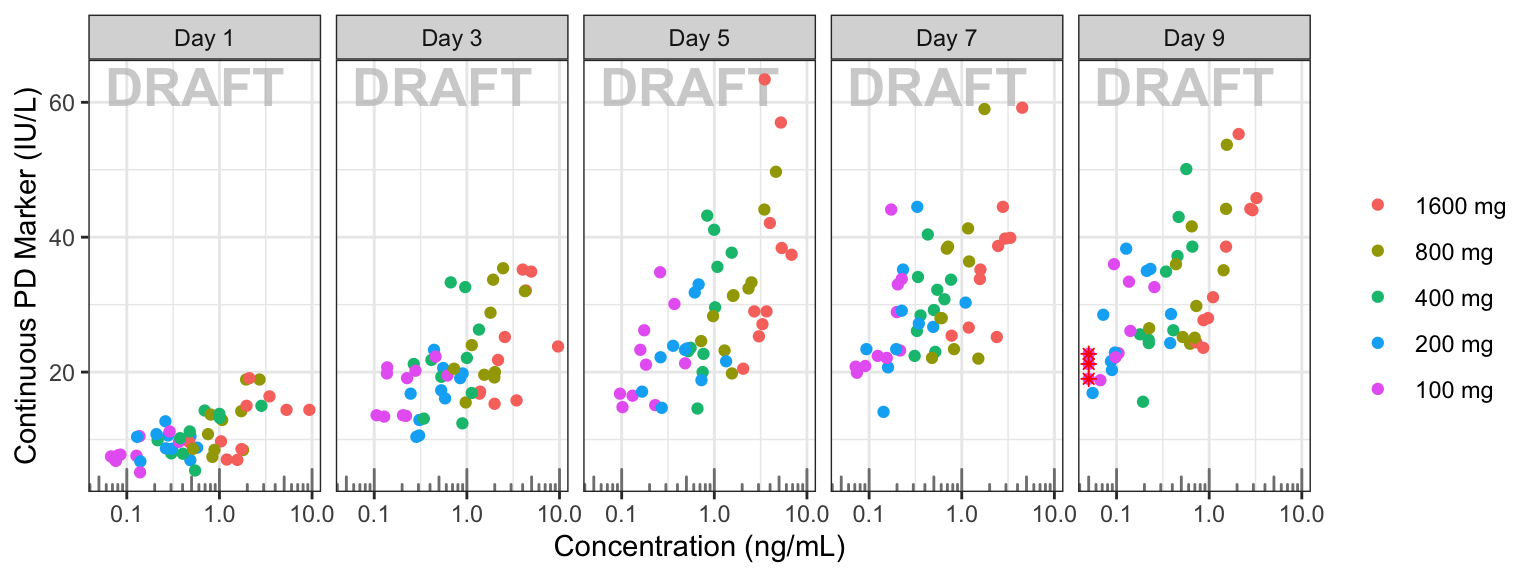 Day 1 Day 3 Day 5 Day 7 Day 9
DRAFT DRAFT DRAFT DRAFT DRAFT
Continuous PD Marker (IU/L)
60
40
20
0.1 1.0 10.0 0.1 1.0 10.0 0.1 1.0 10.0 0.1 1.0 10.0 0.1 1.0 10.0
Concentration (ng/mL)
1600 mg
800 mg
400 mg
200 mg
100 mg